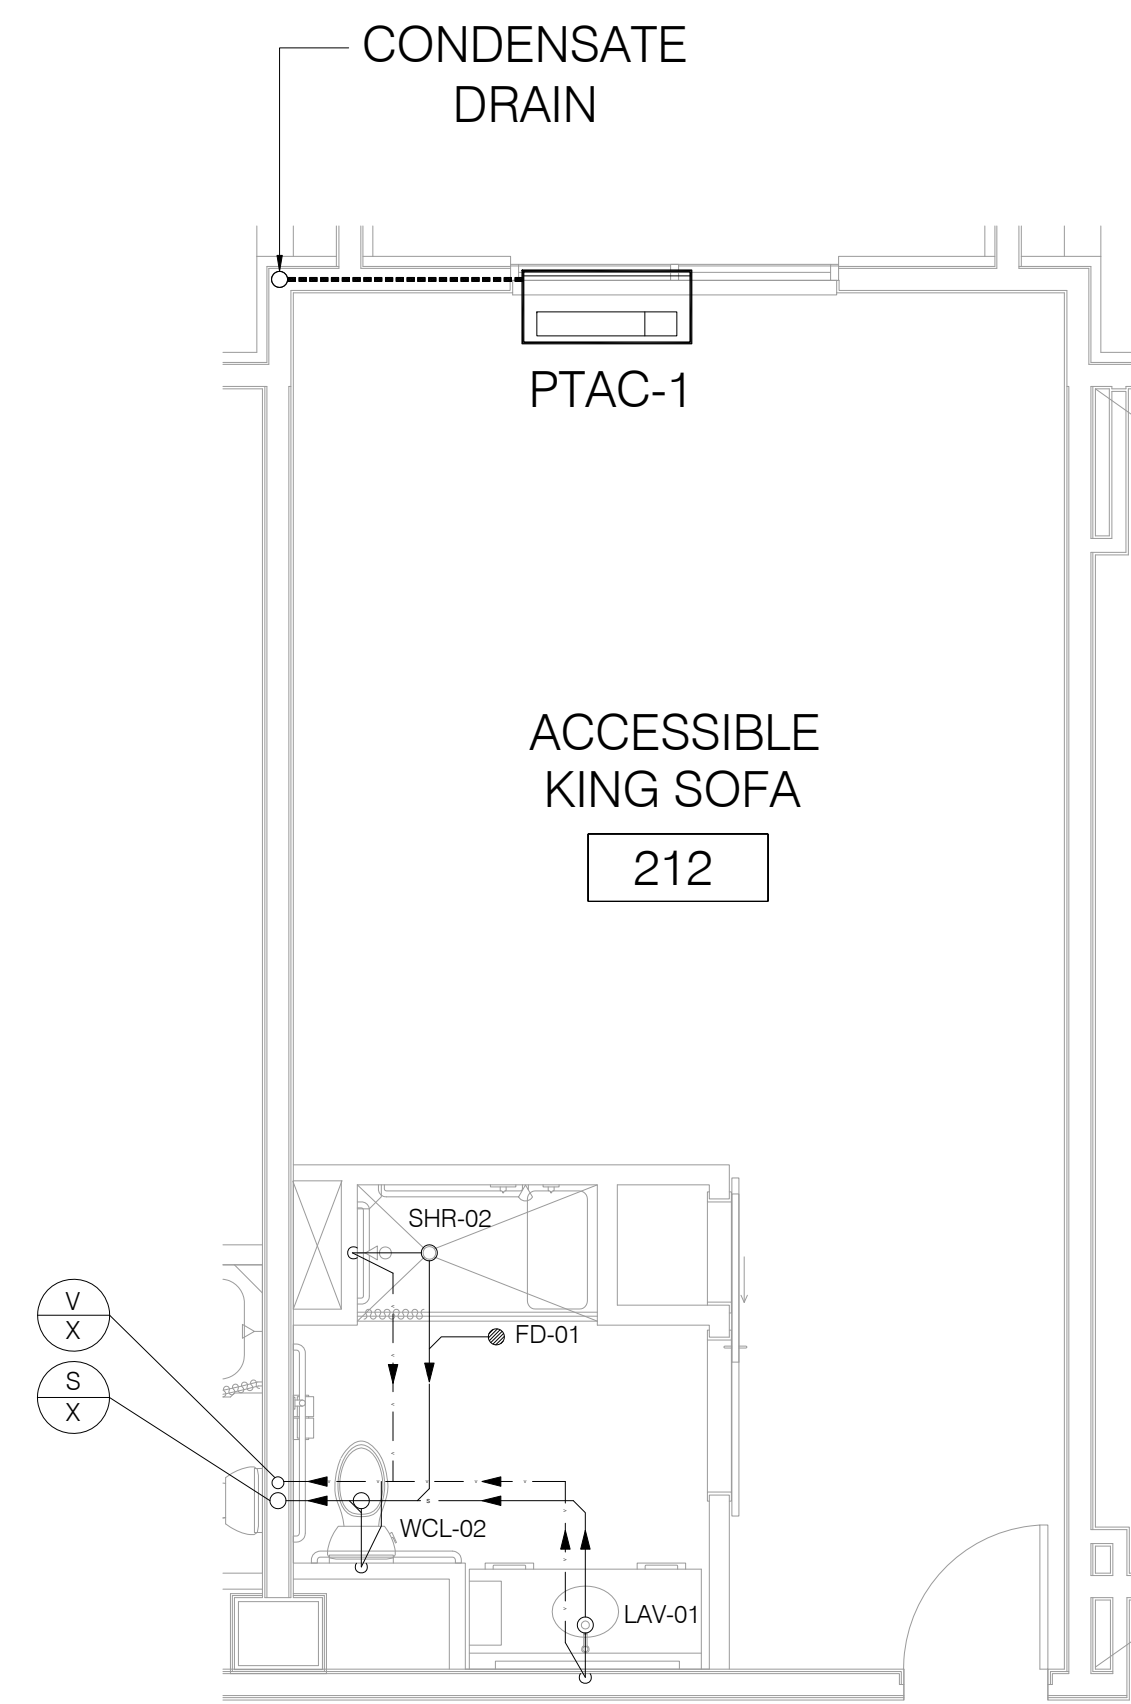 CONDENSATE
DRAIN
PTAC-1
ACCESSIBLE
KING SOFA
212
SHR-02
V
X
FD-01
S
X
S
WCL-02
LAV-01